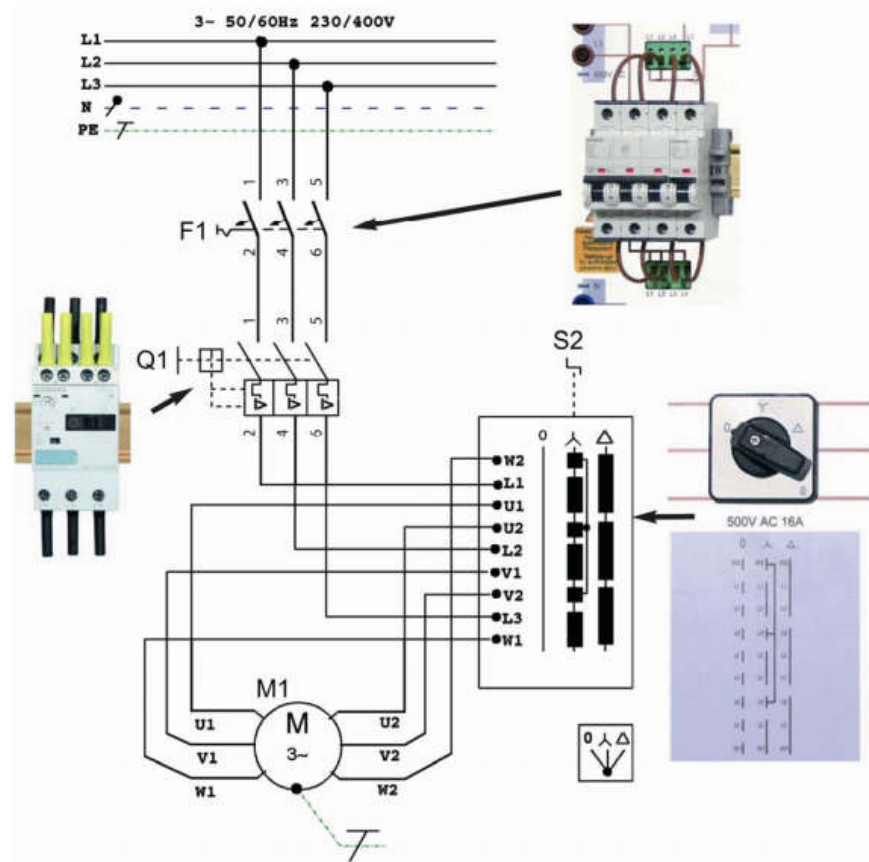 3~ 50/60Hz 230/400V
L1
L2
L3
N
PE
1 3 5
F1
2 4 6
1 3 5
Q1
2 4 6
S2
0 Δ
W2
L1
U1
U2
L2
V1
V2
L3
W1
0 Δ
500V AC 16A
0 Δ
M1
M
3~
U1 U2
V1 V2
W1 W2
0 Δ